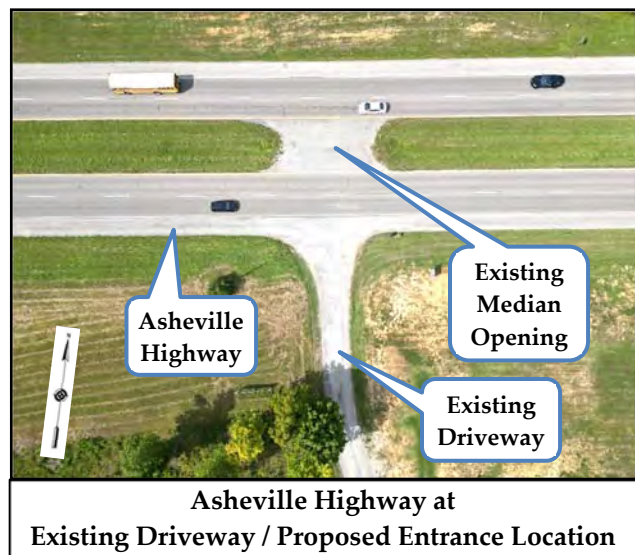 Existing
Median
Opening
Asheville
Highway
Existing
Driveway
Asheville Highway at
Existing Driveway / Proposed Entrance Location